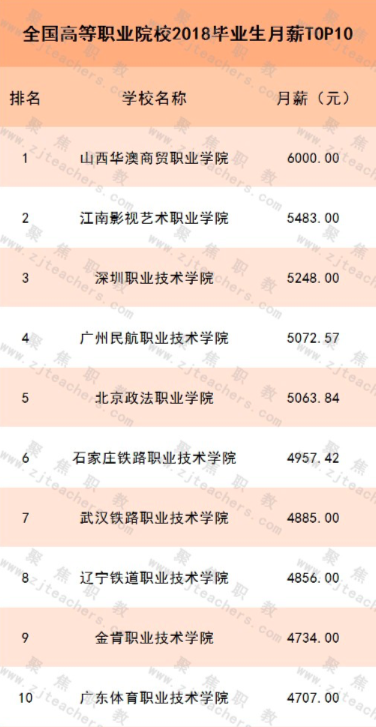 全国高等职业院校2018毕业生月薪TOP10
排名 学校名称 月薪（元）
1 山西华澳商贸职业学院 6000.00
2 江南影视艺术职业学院 5483.00
3 深圳职业技术学院 5248.00
4 广州民航职业技术学院 5072.57
5 北京政法职业学院 5063.84
6 石家庄铁路职业技术学院 4957.42
7 武汉铁路职业技术学院 4885.00
8 辽宁铁道职业技术学院 4856.00
9 金肯职业技术学院 4734.00
10 广东体育职业技术学院 4707.00
聚焦职教
www.zjteachers.com